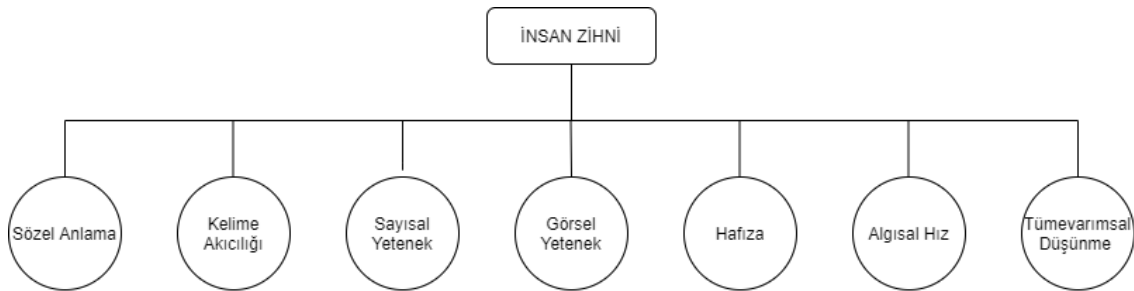 İNSAN ZİHNİ
Sözel Anlama
Kelime
Akıcılığı
Sayısal
Yetenek
Görsel
Yetenek
Hafıza
Algısal Hız
Tümevarımsal
Düşünme